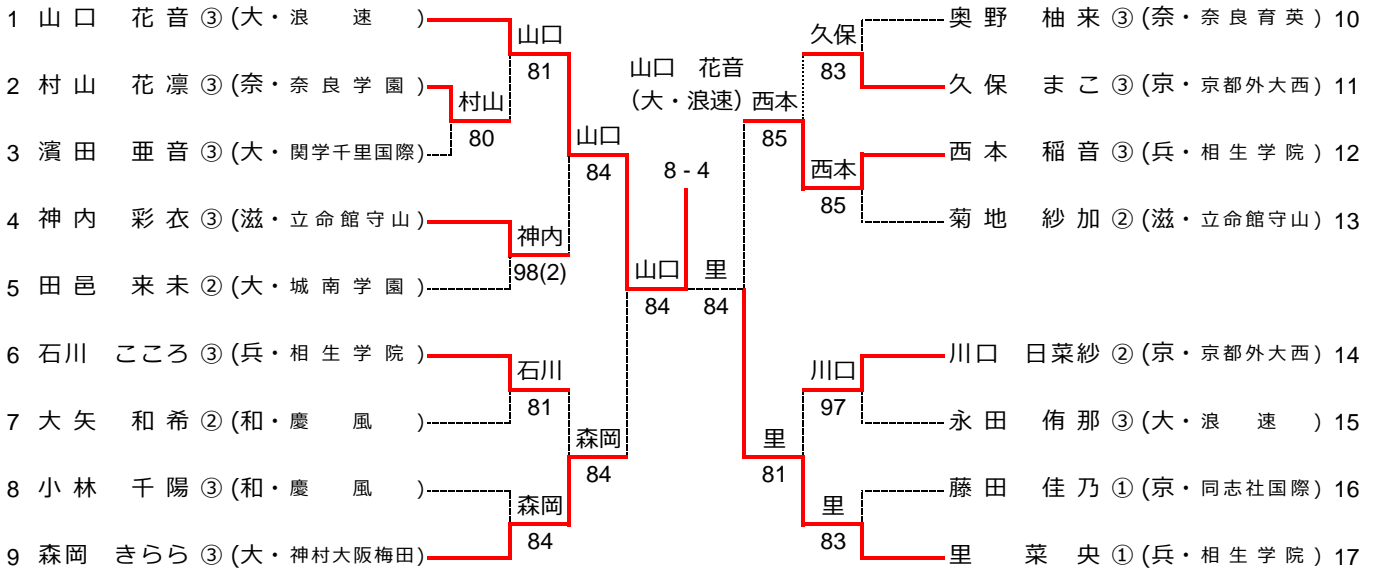 1 山口 花音 ③ (大・浪速)
2 村山 花凛 ③ (奈・奈良学園)
3 濱田 亜音 ③ (大・関学千里国際)
4 神内 彩衣 ③ (滋・立命館守山)
5 田邑 来未 ② (大・城南学園)
6 石川 こころ ③ (兵・相生学院)
7 大矢 和希 ② (和・慶風)
8 小林 千陽 ③ (和・慶風)
9 森岡 きらら ③ (大・神村大阪梅田)
山口
81
村山
80
神内
98(2)
石川
81
森岡
84
山口
84
森岡
84
山口
84
山口 花音
(大・浪速)
8 - 4
里
84
西本
85
里
81
久保
83
西本
85
川口
97
里
83
奥野 柚来 ③ (奈・奈良育英) 10
久保 まこ ③ (京・京都外大西) 11
西本 稲音 ③ (兵・相生学院) 12
菊地 紗加 ② (滋・立命館守山) 13
川口 日菜紗 ② (京・京都外大西) 14
永田 侑那 ③ (大・浪速) 15
藤田 佳乃 ① (京・同志社国際) 16
里 菜央 ① (兵・相生学院) 17